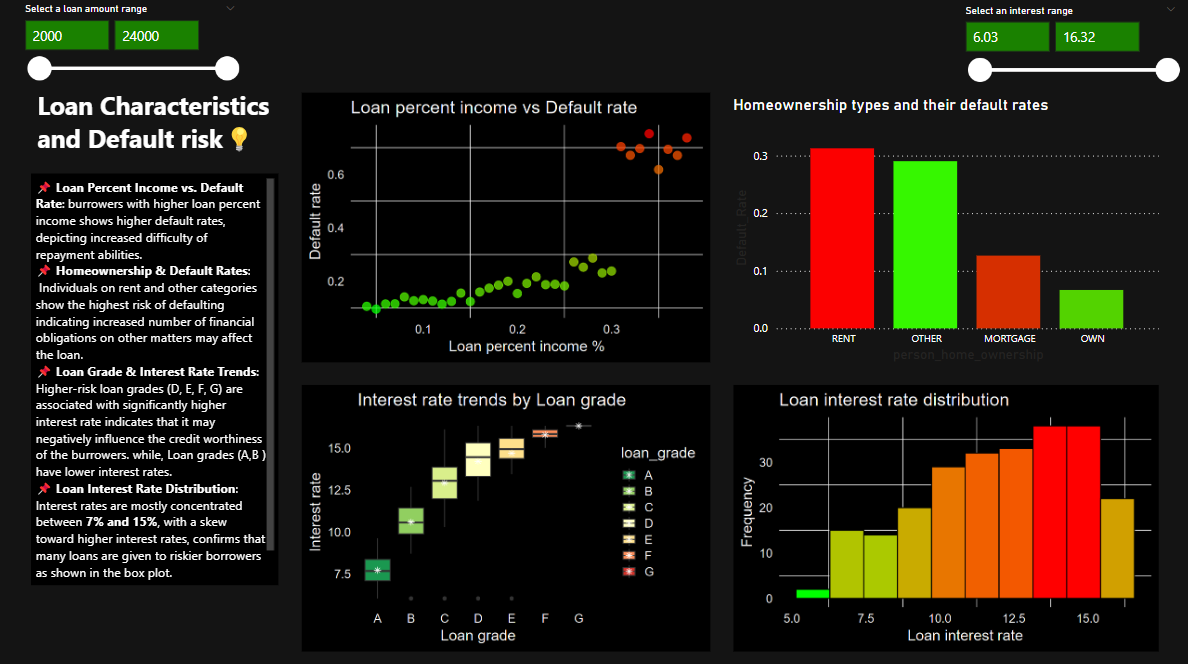 Select a loan amount range
2000 24000
Select an interest range
6.03 16.32
Loan Characteristics
and Default risk💡
📌 Loan Percent Income vs. Default
Rate: burrowers with higher loan percent
income shows higher default rates,
depicting increased difficulty of
repayment abilities.
📌 Homeownership & Default Rates:
Individuals on rent and other categories
show the highest risk of defaulting
indicating increased number of financial
obligations on other matters may affect
the loan.
📌 Loan Grade & Interest Rate Trends:
Higher-risk loan grades (D, E, F, G) are
associated with significantly higher
interest rate indicates that it may
negatively influence the credit worthiness
of the burrowers. while, Loan grades (A,B )
have lower interest rates.
📌 Loan Interest Rate Distribution:
Interest rates are mostly concentrated
between 7% and 15%, with a skew
toward higher interest rates, confirms that
many loans are given to riskier borrowers
as shown in the box plot.
Loan percent income vs Default rate
Default rate
0.6
0.4
0.2
0.1 0.2 0.3
Loan percent income %
Homeownership types and their default rates
Default_Rate
0.3
0.2
0.1
0.0
RENT OTHER MORTGAGE OWN
person_home_ownership
Interest rate trends by Loan grade
Interest rate
15.0
12.5
10.0
7.5
A B C D E F G
Loan grade
loan_grade
A
B
C
D
E
F
G
Loan interest rate distribution
Frequency
30
20
10
0
5.0 7.5 10.0 12.5 15.0
Loan interest rate